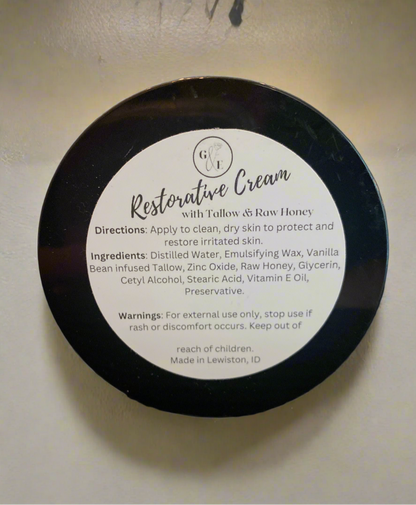 G & E
Restorative Cream
with Tallow & Raw Honey
Directions: Apply to clean, dry skin to protect and
restore irritated skin.
Ingredients: Distilled Water, Emulsifying Wax, Vanilla
Bean infused Tallow, Zinc Oxide, Raw Honey, Glycerin,
Cetyl Alcohol, Stearic Acid, Vitamin E Oil,
Preservative.
Warnings: For external use only, stop use if
rash or discomfort occurs. Keep out of
reach of children.
Made in Lewiston, ID